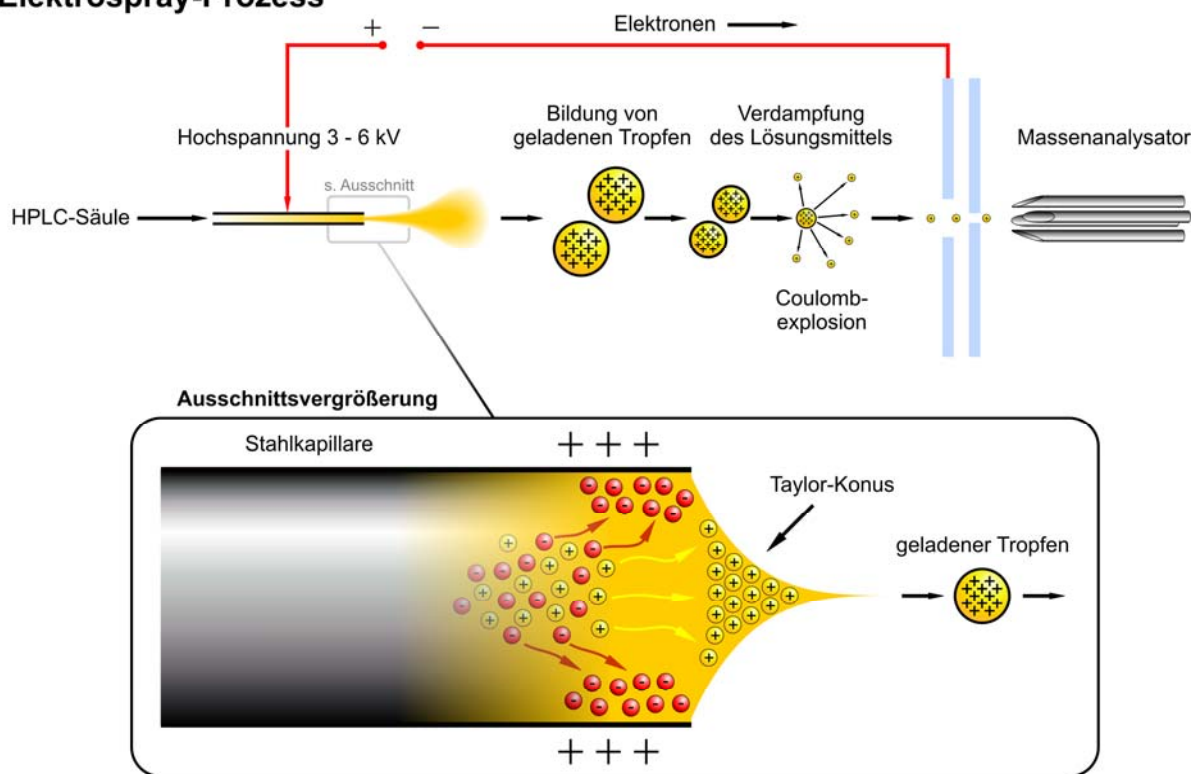 Elektrospray-Prozess
+ −
Elektronen
Hochspannung 3 - 6 kV
Bildung von
geladenen Tropfen
Verdampfung
des Lösungsmittels
Massenanalysator
s. Ausschnitt
HPLC-Säule
Coulomb-
explosion
Ausschnittsvergrößerung
Stahlkapillare
+ + +
Taylor-Konus
geladener Tropfen
+ + +